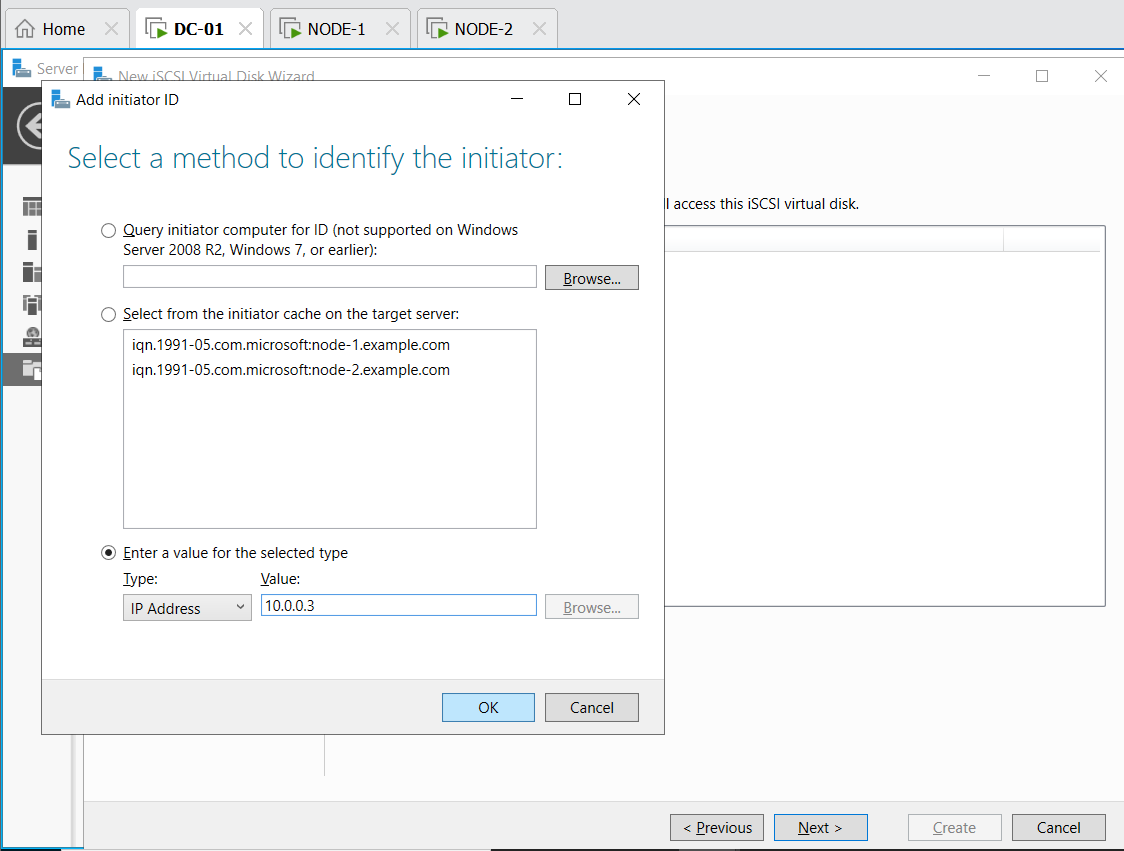 Home
DC-01
NODE-1
NODE-2
Server
New iSCSI Virtual Disk Wizard
Add initiator ID
Select a method to identify the initiator:
l access this iSCSI virtual disk.
Query initiator computer for ID (not supported on Windows
Server 2008 R2, Windows 7, or earlier):
Browse...
Select from the initiator cache on the target server:
iqn.1991-05.com.microsoft:node-1.example.com
iqn.1991-05.com.microsoft:node-2.example.com
Enter a value for the selected type
Type:
Value:
IP Address
10.0.0.3
Browse...
OK
Cancel
< Previous
Next >
Create
Cancel